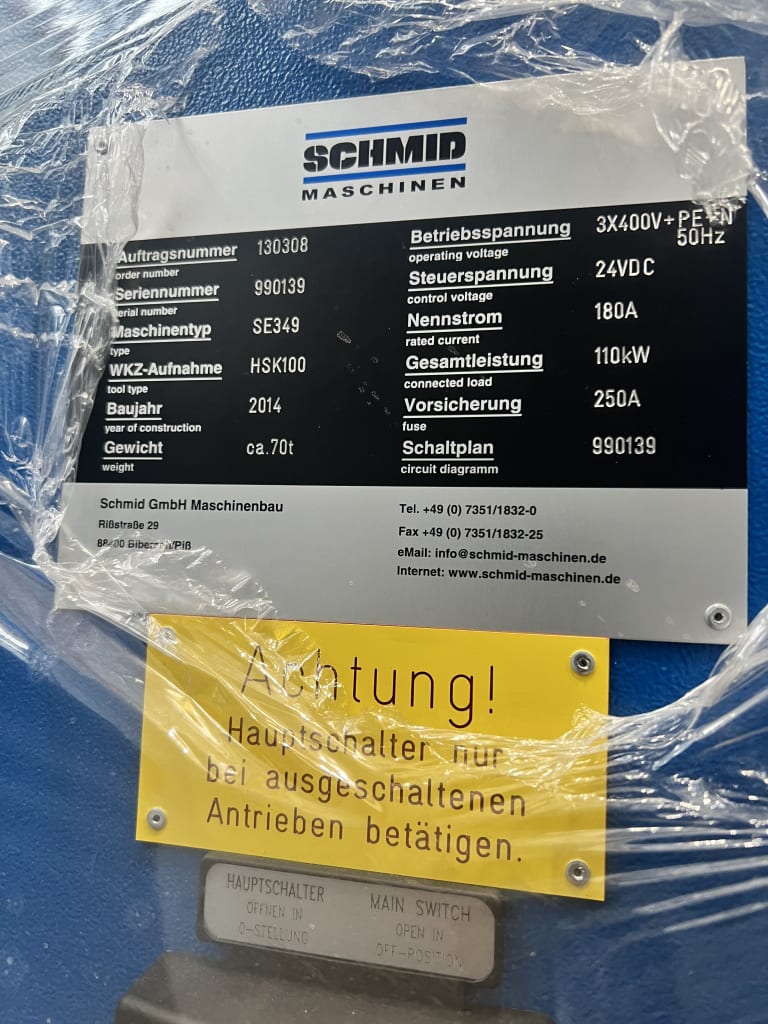 SCHMID
MASCHINEN
Auftragsnummer 130308
order number
Seriennummer 990139
serial number
Maschinentyp SE349
type
WKZ-Aufnahme HSK100
tool type
Baujahr 2014
year of construction
Gewicht ca.70t
weight
Betriebsspannung 3X400V+PE+N
operating voltage 50Hz
Steuerspannung 24VDC
control voltage
Nennstrom 180A
rated current
Gesamtleistung 110kW
connected load
Vorsicherung 250A
fuse
Schaltplan 990139
circuit diagramm
Schmid GmbH Maschinenbau
Rißstraße 29
88400 Biberach/Riß
Tel. +49 (0) 7351/1832-0
Fax +49 (0) 7351/1832-25
eMail: info@schmid-maschinen.de
Internet: www.schmid-maschinen.de
Achtung!
Hauptschalter nur
bei ausgeschaltenen
Antrieben betätigen.
HAUPTSCHALTER
ÖFFNEN IN
0-STELLUNG
MAIN SWITCH
OPEN IN
OFF-POSITION